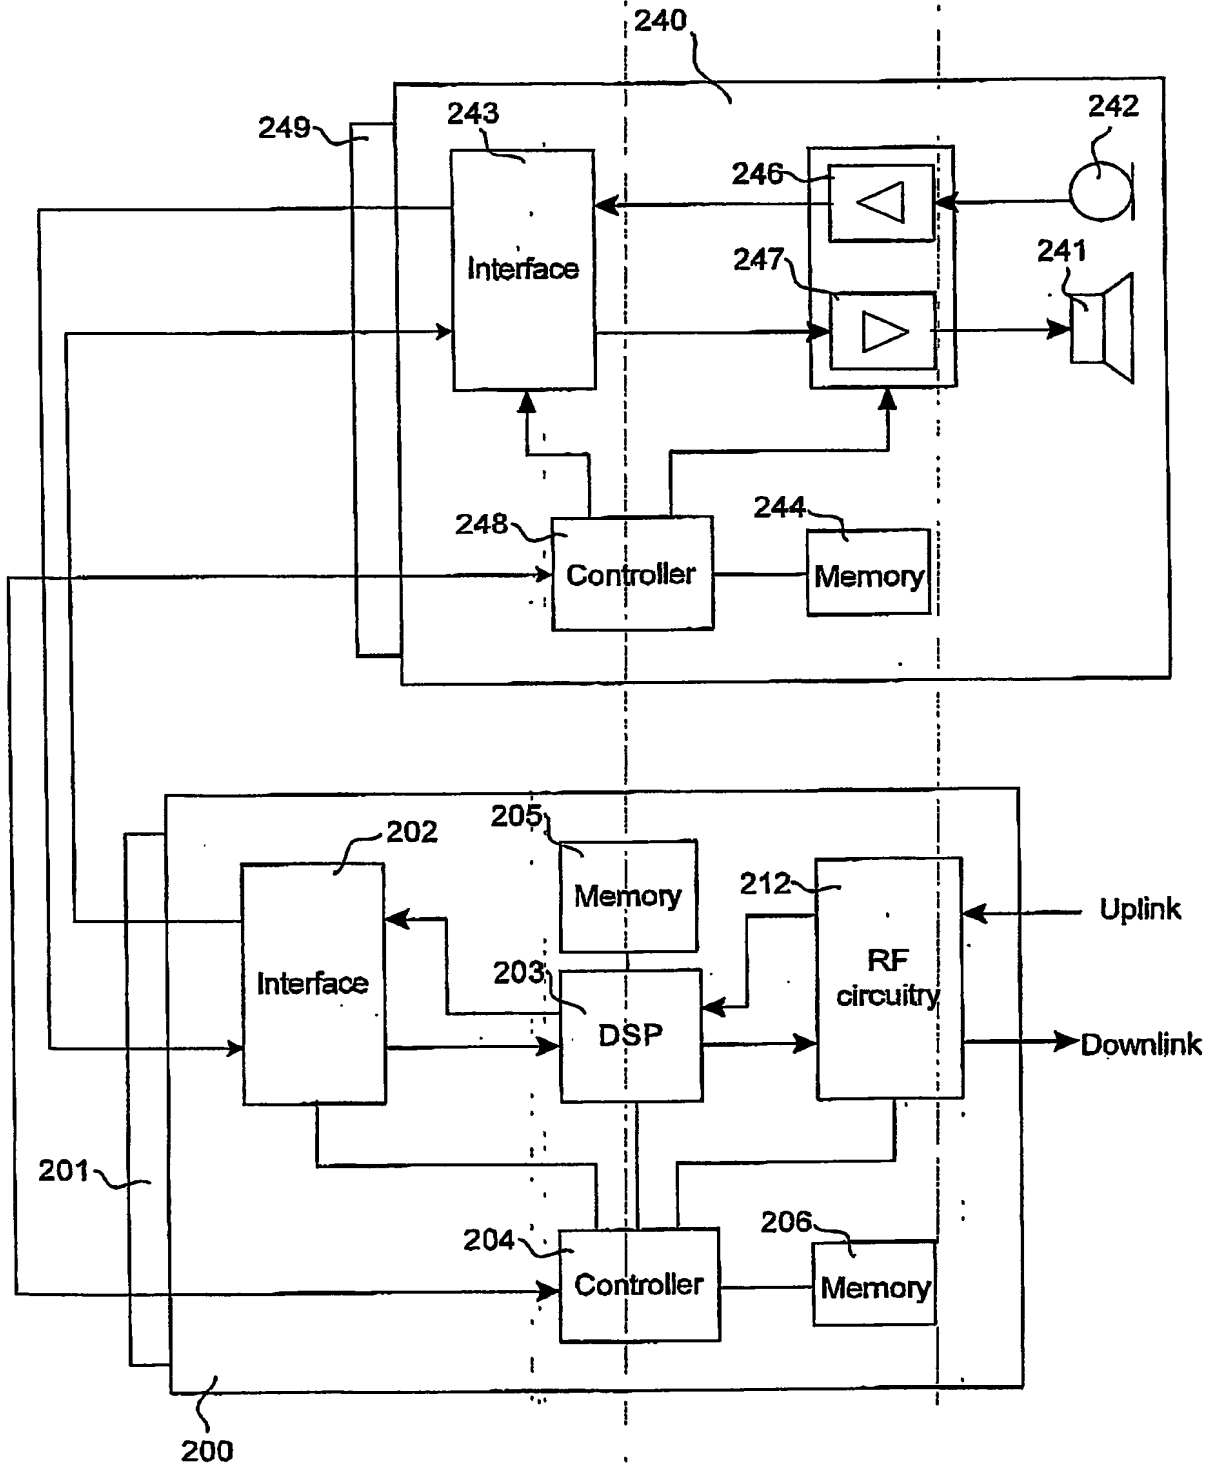 240
249
243
242
246
241
247
Interface
248
244
Controller
Memory
205
202
212
Memory
Uplink
203
RF
circuitry
Interface
DSP
Downlink
201
206
204
Controller
Memory
200